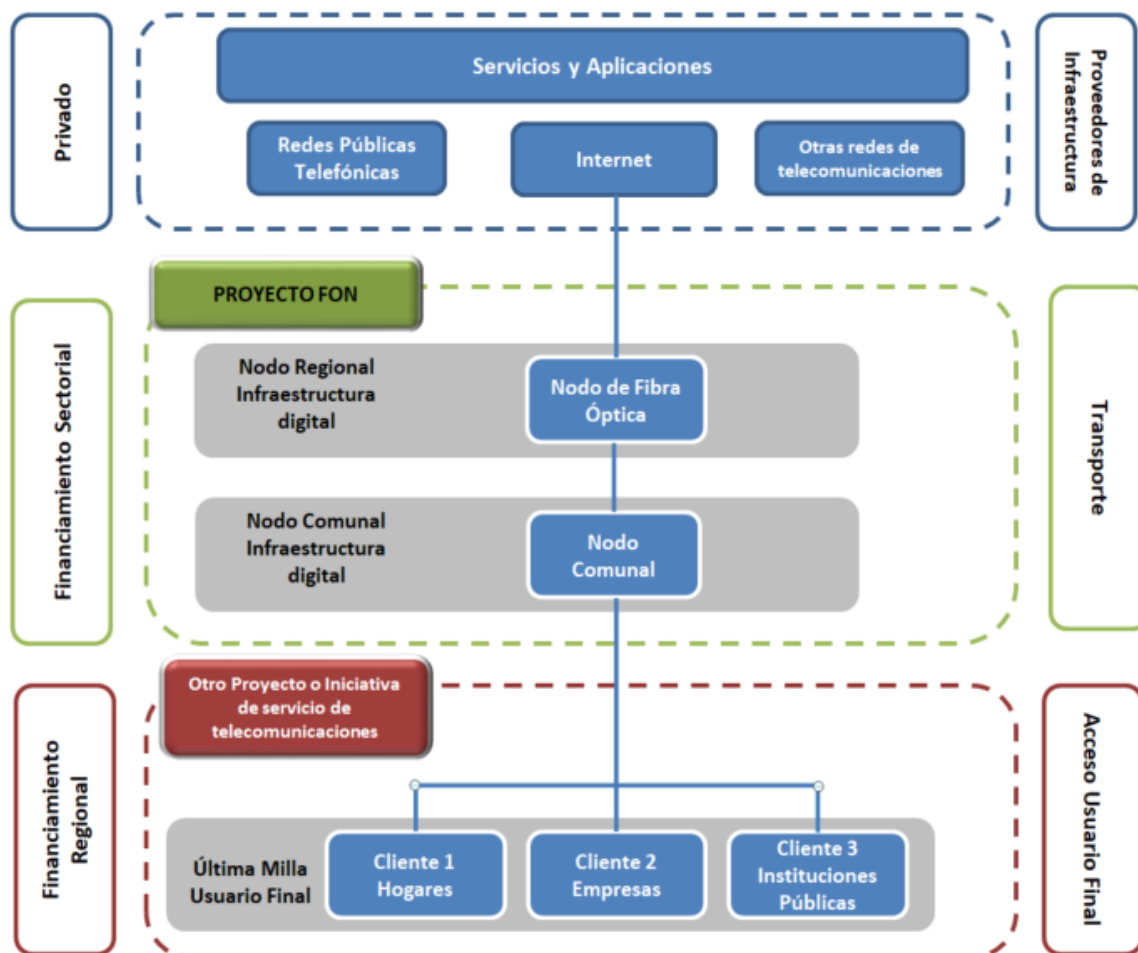 Privado
Servicios y Aplicaciones
Redes Públicas
Telefónicas
Internet
Otras redes de
telecomunicaciones
Proveedores de
Infraestructura
Financiamiento Sectorial
PROYECTO FON
Nodo Regional
Infraestructura
digital
Nodo de Fibra
Óptica
Nodo Comunal
Infraestructura
digital
Nodo
Comunal
Transporte
Financiamiento
Regional
Otro Proyecto o Iniciativa
de servicio de
telecomunicaciones
Última Milla
Usuario Final
Cliente 1
Hogares
Cliente 2
Empresas
Cliente 3
Instituciones
Públicas
Acceso Usuario Final